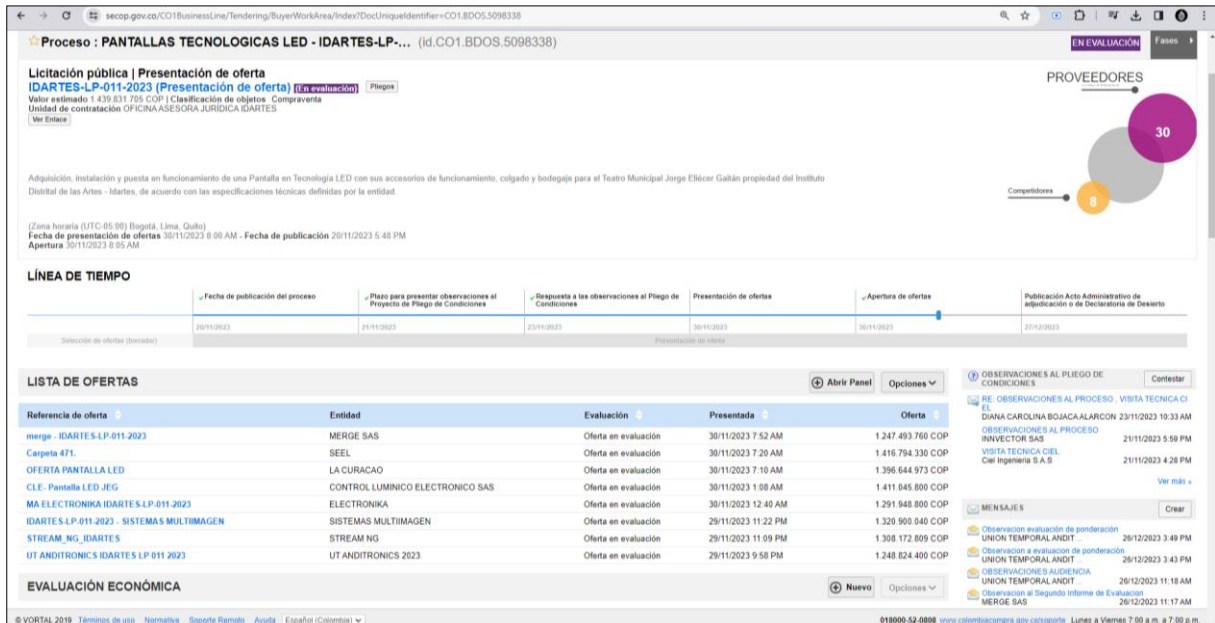 secop.gov.co/CO1BusinessLine/Tendering/BuyerWorkArea/Index?DocUniqueIdentifier=CO1.BDOS.5098338
Proceso : PANTALLAS TECNOLOGICAS LED - IDARTES-LP-... (id.CO1.BDOS.5098338)
EN EVALUACIÓN
Fases
Licitación pública | Presentación de oferta
IDARTES-LP-011-2023 (Presentación de oferta) (En evaluación) Pliegos
Valor estimado 1.439.831.705 COP | Clasificación de objetos Compraventa
Unidad de contratación OFICINA ASESORA JURÍDICA IDARTES
Ver Enlace
PROVEEDORES
30
Competidores
8
Adquisición, instalación y puesta en funcionamiento de una Pantalla en Tecnología LED con sus accesorios de funcionamiento, colgado y bodegaje para el Teatro Municipal Jorge Eliécer Gaitán propiedad del Instituto
Distrital de las Artes - Idartes, de acuerdo con las especificaciones técnicas definidas por la entidad.
(Zona horaria (UTC-05:00) Bogotá, Lima, Quito)
Fecha de presentación de ofertas 30/11/2023 8:00 AM - Fecha de publicación 20/11/2023 5:48 PM
Apertura 30/11/2023 8:05 AM
LÍNEA DE TIEMPO
Fecha de publicación del proceso
Plazo para presentar observaciones al
Proyecto de Pliego de Condiciones
Respuesta a las observaciones al Pliego de
Condiciones
Presentación de ofertas
Apertura de ofertas
Publicación Acto Administrativo de
adjudicación o de Declaratoria de Desierto
20/11/2023 21/11/2023 23/11/2023 30/11/2023 30/11/2023 27/12/2023
Selección de ofertas (borrador) Presentación de oferta
LISTA DE OFERTAS
Abrir Panel Opciones
Referencia de oferta Entidad Evaluación Presentada Oferta
merge - IDARTES-LP-011-2023 MERGE SAS Oferta en evaluación 30/11/2023 7:52 AM 1.247.493.760 COP
Carpeta 471. SEEL Oferta en evaluación 30/11/2023 7:20 AM 1.416.794.330 COP
OFERTA PANTALLA LED LA CURACAO Oferta en evaluación 30/11/2023 7:10 AM 1.396.644.973 COP
CLE- Pantalla LED JEG CONTROL LUMINICO ELECTRONICO SAS Oferta en evaluación 30/11/2023 1:08 AM 1.411.045.800 COP
MA ELECTRONIKA IDARTES-LP-011-2023 ELECTRONIKA Oferta en evaluación 30/11/2023 12:40 AM 1.291.948.800 COP
IDARTES-LP-011-2023 - SISTEMAS MULTIIMAGEN SISTEMAS MULTIIMAGEN Oferta en evaluación 29/11/2023 11:22 PM 1.320.900.040 COP
STREAM_NG_IDARTES STREAM NG Oferta en evaluación 29/11/2023 11:09 PM 1.308.172.809 COP
UT ANDITRONICS IDARTES LP 011 2023 UT ANDITRONICS 2023 Oferta en evaluación 29/11/2023 9:58 PM 1.248.824.400 COP
EVALUACIÓN ECONÓMICA
Nuevo Opciones
OBSERVACIONES AL PLIEGO DE
CONDICIONES
Contestar
RE: OBSERVACIONES AL PROCESO , VISITA TECNICA CI
EL
DIANA CAROLINA BOJACA ALARCON 23/11/2023 10:33 AM
OBSERVACIONES AL PROCESO
INNVECTOR SAS 21/11/2023 5:59 PM
VISITA TECNICA CIEL
Ciel Ingenieria S.A.S 21/11/2023 4:28 PM
Ver más »
MENSAJES
Crear
Observacion evaluación de ponderación
UNION TEMPORAL ANDIT ... 26/12/2023 3:49 PM
Observacion a evaluacion de ponderación
UNION TEMPORAL ANDIT ... 26/12/2023 3:43 PM
OBSERVACIONES AUDIENCIA
UNION TEMPORAL ANDIT ... 26/12/2023 11:18 AM
Observacion al Segundo Informe de Evaluacion
MERGE SAS 26/12/2023 11:17 AM
© VORTAL 2019 Términos de uso Normativa Soporte Remoto Ayuda Español (Colombia)
018000-52-0808 www.colombiacompra.gov.co/soporte Lunes a Viernes 7:00 a.m. a 7:00 p.m.